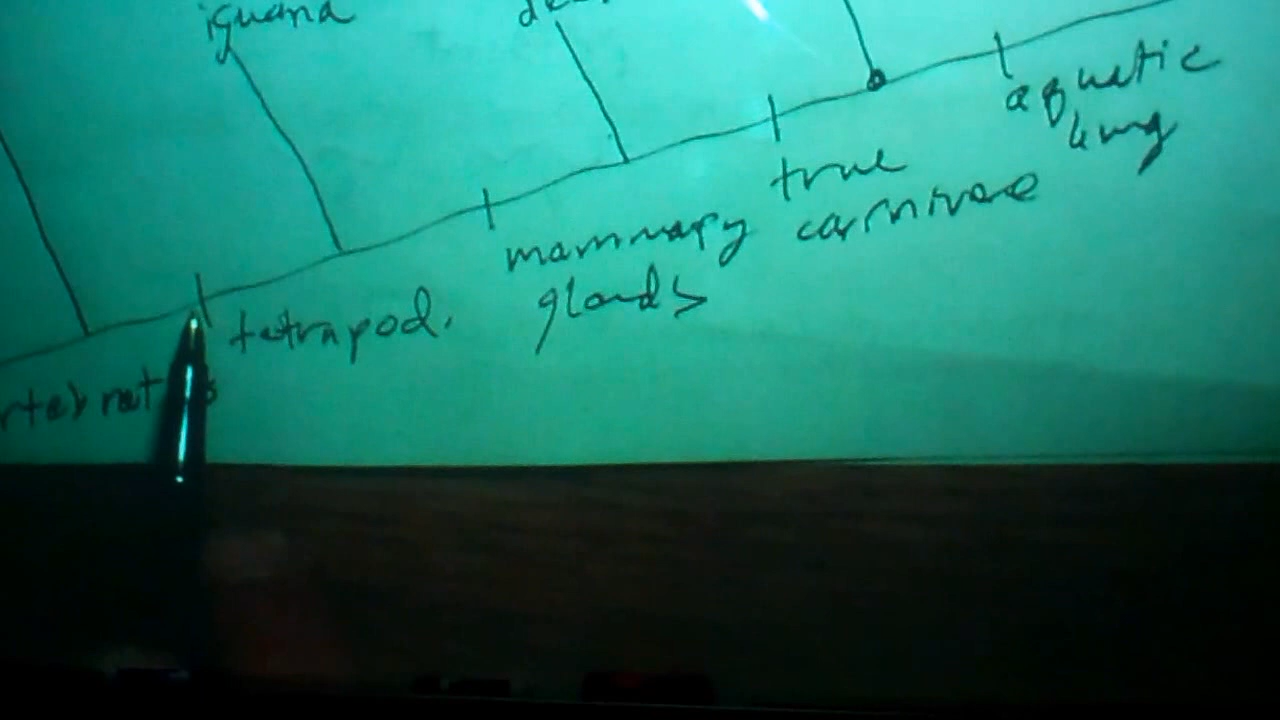 iguana
aquatic
lung
true
carnivore
mammary
glands
tetrapod.